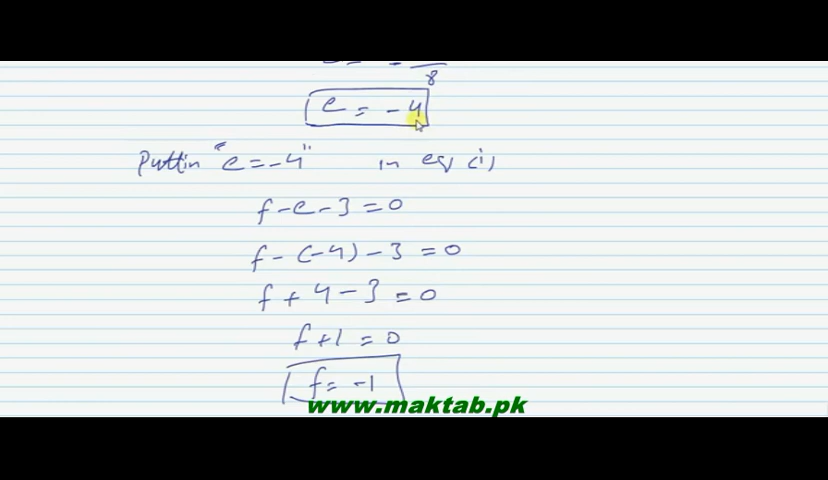 8
e = -4
Puttin "e = -4" in eq (i)
f - e - 3 = 0
f - (-4) - 3 = 0
f + 4 - 3 = 0
f + 1 = 0
f = -1
www.maktab.pk